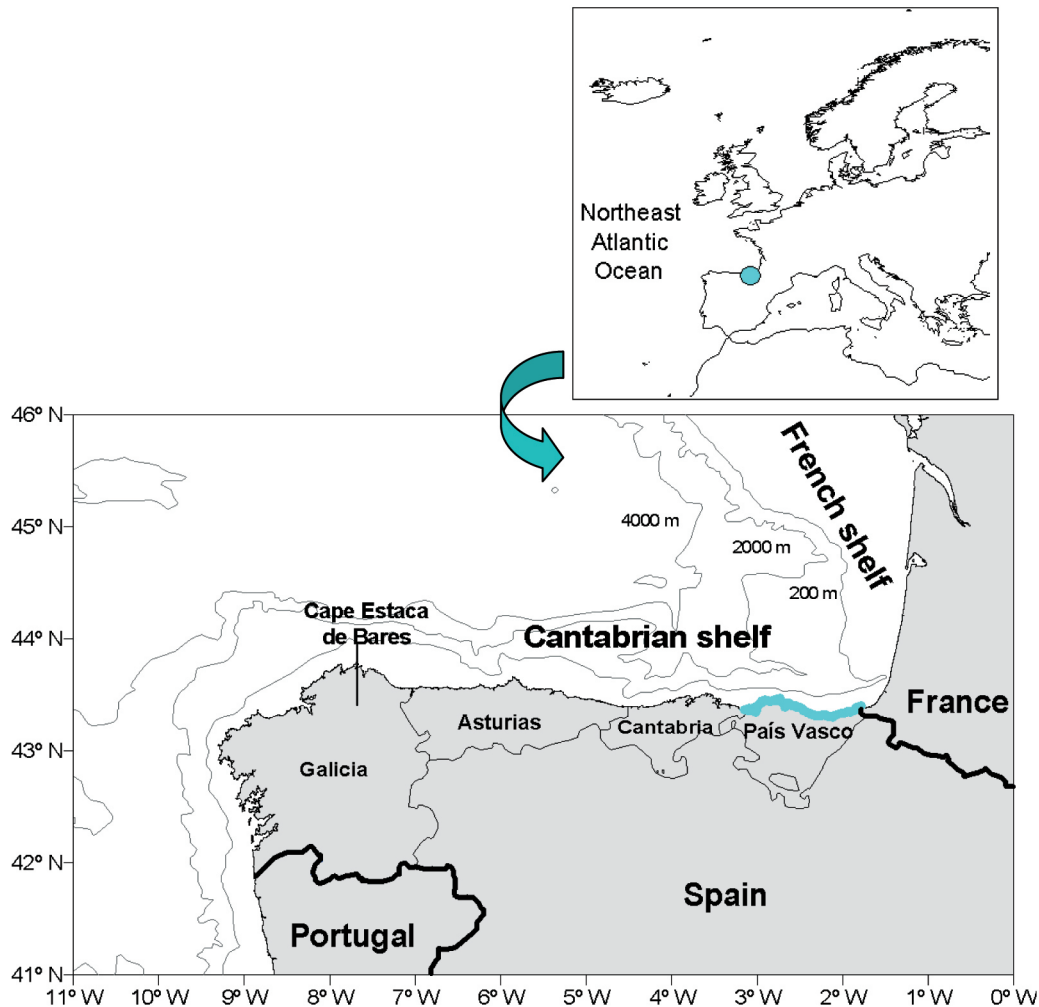 Northeast
Atlantic
Ocean
46º N
45º N
44º N
43º N
42º N
41º N
French shelf
4000 m
2000 m
200 m
Cape Estaca
de Bares
Cantabrian shelf
France
Asturias
Cantabria
País Vasco
Galicia
Spain
Portugal
11º W
10º W
9º W
8º W
7º W
6º W
5º W
4º W
3º W
2º W
1º W
0º W